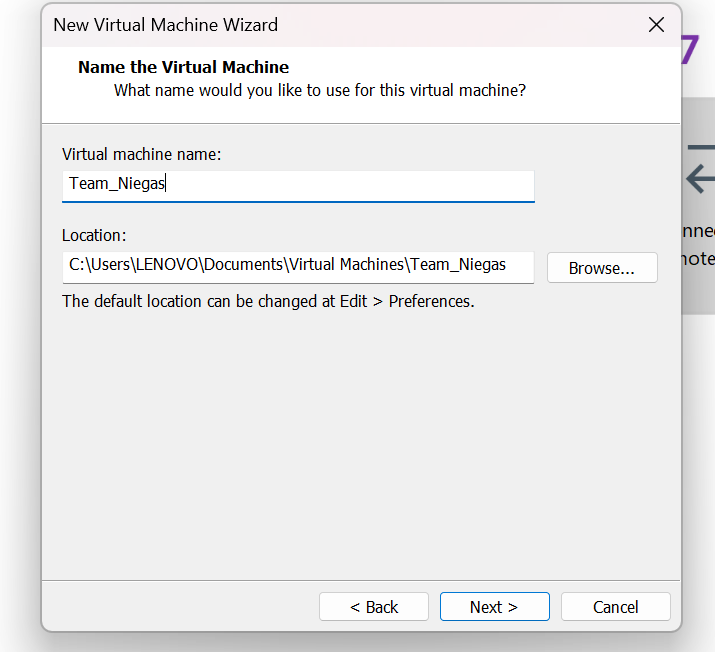 New Virtual Machine Wizard
7
Name the Virtual Machine
What name would you like to use for this virtual machine?
Virtual machine name:
Team_Niegas
Location:
C:\Users\LENOVO\Documents\Virtual Machines\Team_Niegas
Browse...
The default location can be changed at Edit > Preferences.
< Back
Next >
Cancel